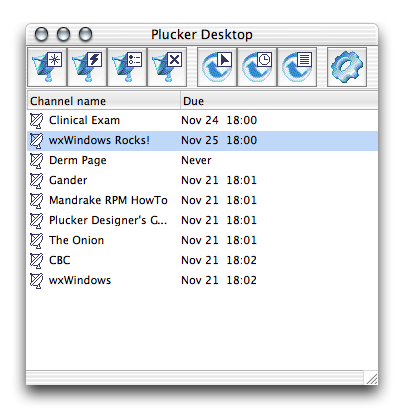 Plucker Desktop
Channel name Due
Clinical Exam Nov 24 18:00
wxWindows Rocks! Nov 25 18:00
Derm Page Never
Gander Nov 21 18:01
Mandrake RPM HowTo Nov 21 18:01
Plucker Designer's G... Nov 21 18:01
The Onion Nov 21 18:01
CBC Nov 21 18:02
wxWindows Nov 21 18:02